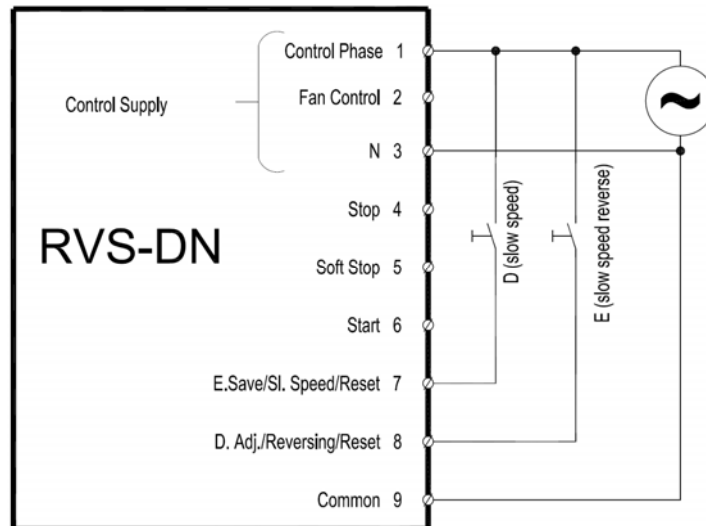 Control Phase 1
Fan Control 2
Control Supply
N 3
Stop 4
RVS-DN
Soft Stop 5
Start 6
E.Save/Sl. Speed/Reset 7
D. Adj./Reversing/Reset 8
Common 9
D (slow speed)
E (slow speed reverse)
~